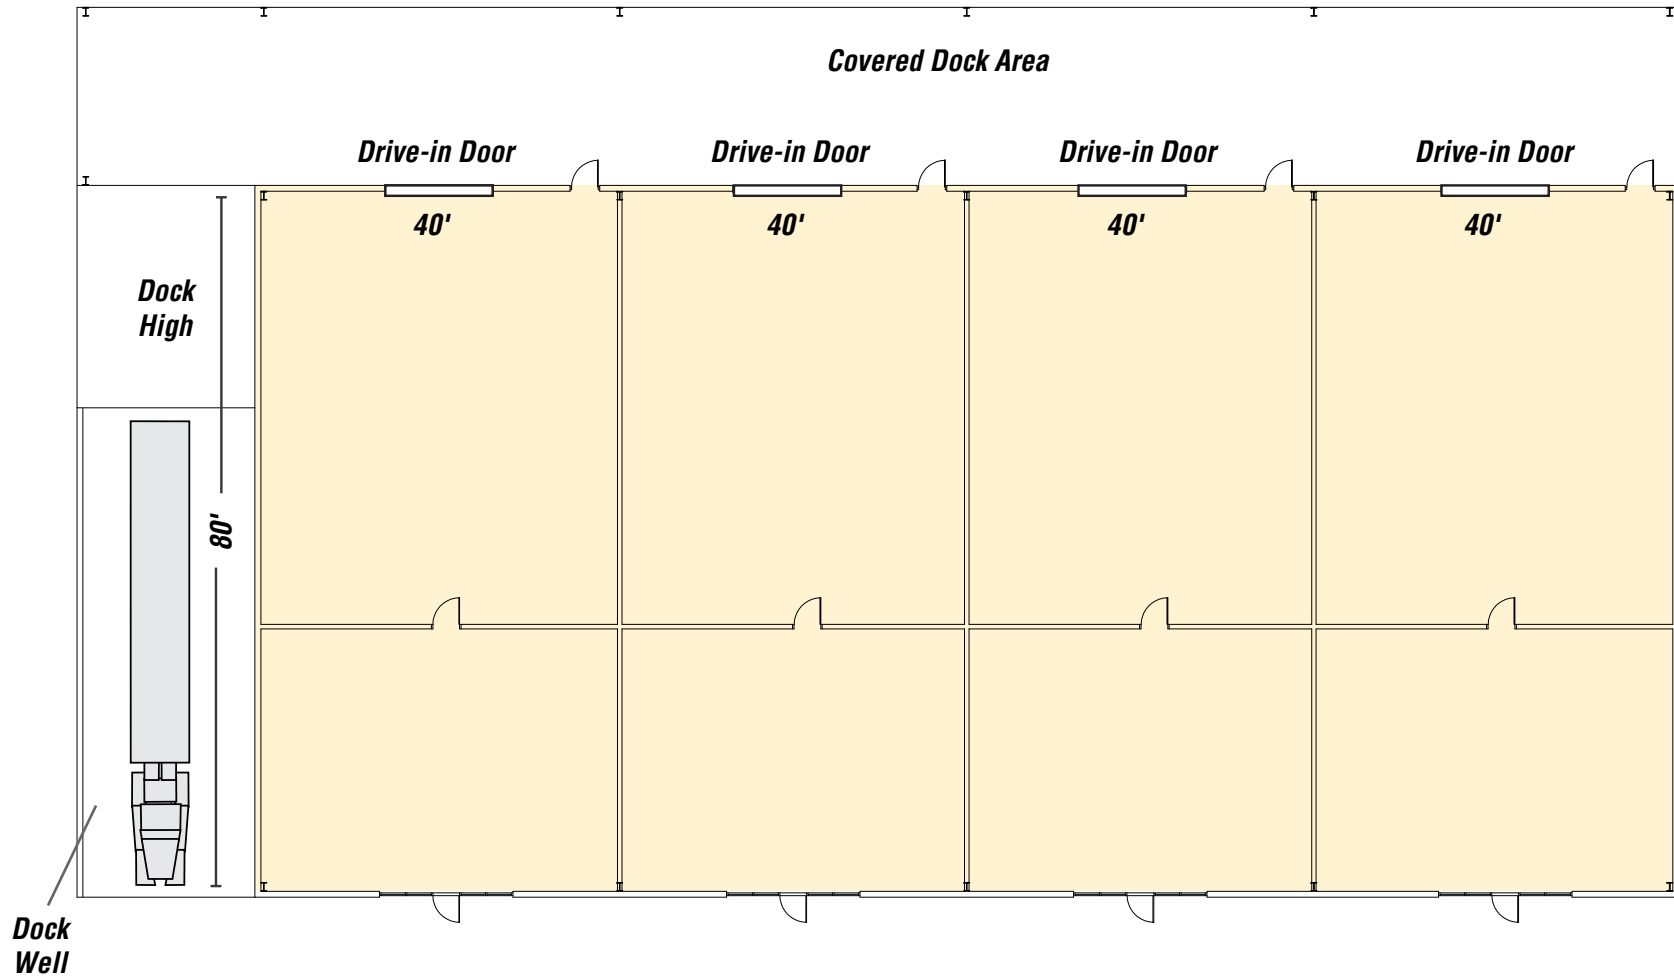 Covered Dock Area
Drive-in Door
Drive-in Door
Drive-in Door
Drive-in Door
40'
40'
40'
40'
Dock
High
80'
Dock
Well